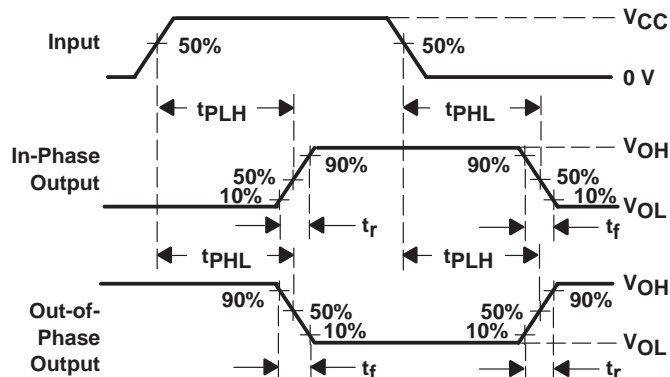 VCC
Input 50% 50%
0 V
tPLH tPHL
In-Phase
Output
VOH
90% 90%
50% 50%
10% 10%
VOL
tr tf
tPHL tPLH
Out-of-
Phase
Output
VOH
90% 90%
50% 50%
10% 10%
VOL
tf tr